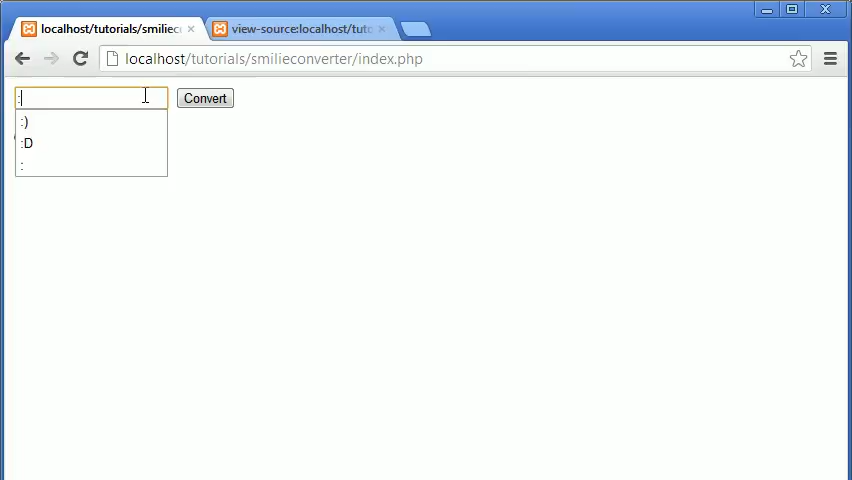 localhost/tutorials/smiliec
view-source:localhost/tuto
localhost/tutorials/smilieconverter/index.php
:
Convert
:)
:D
: